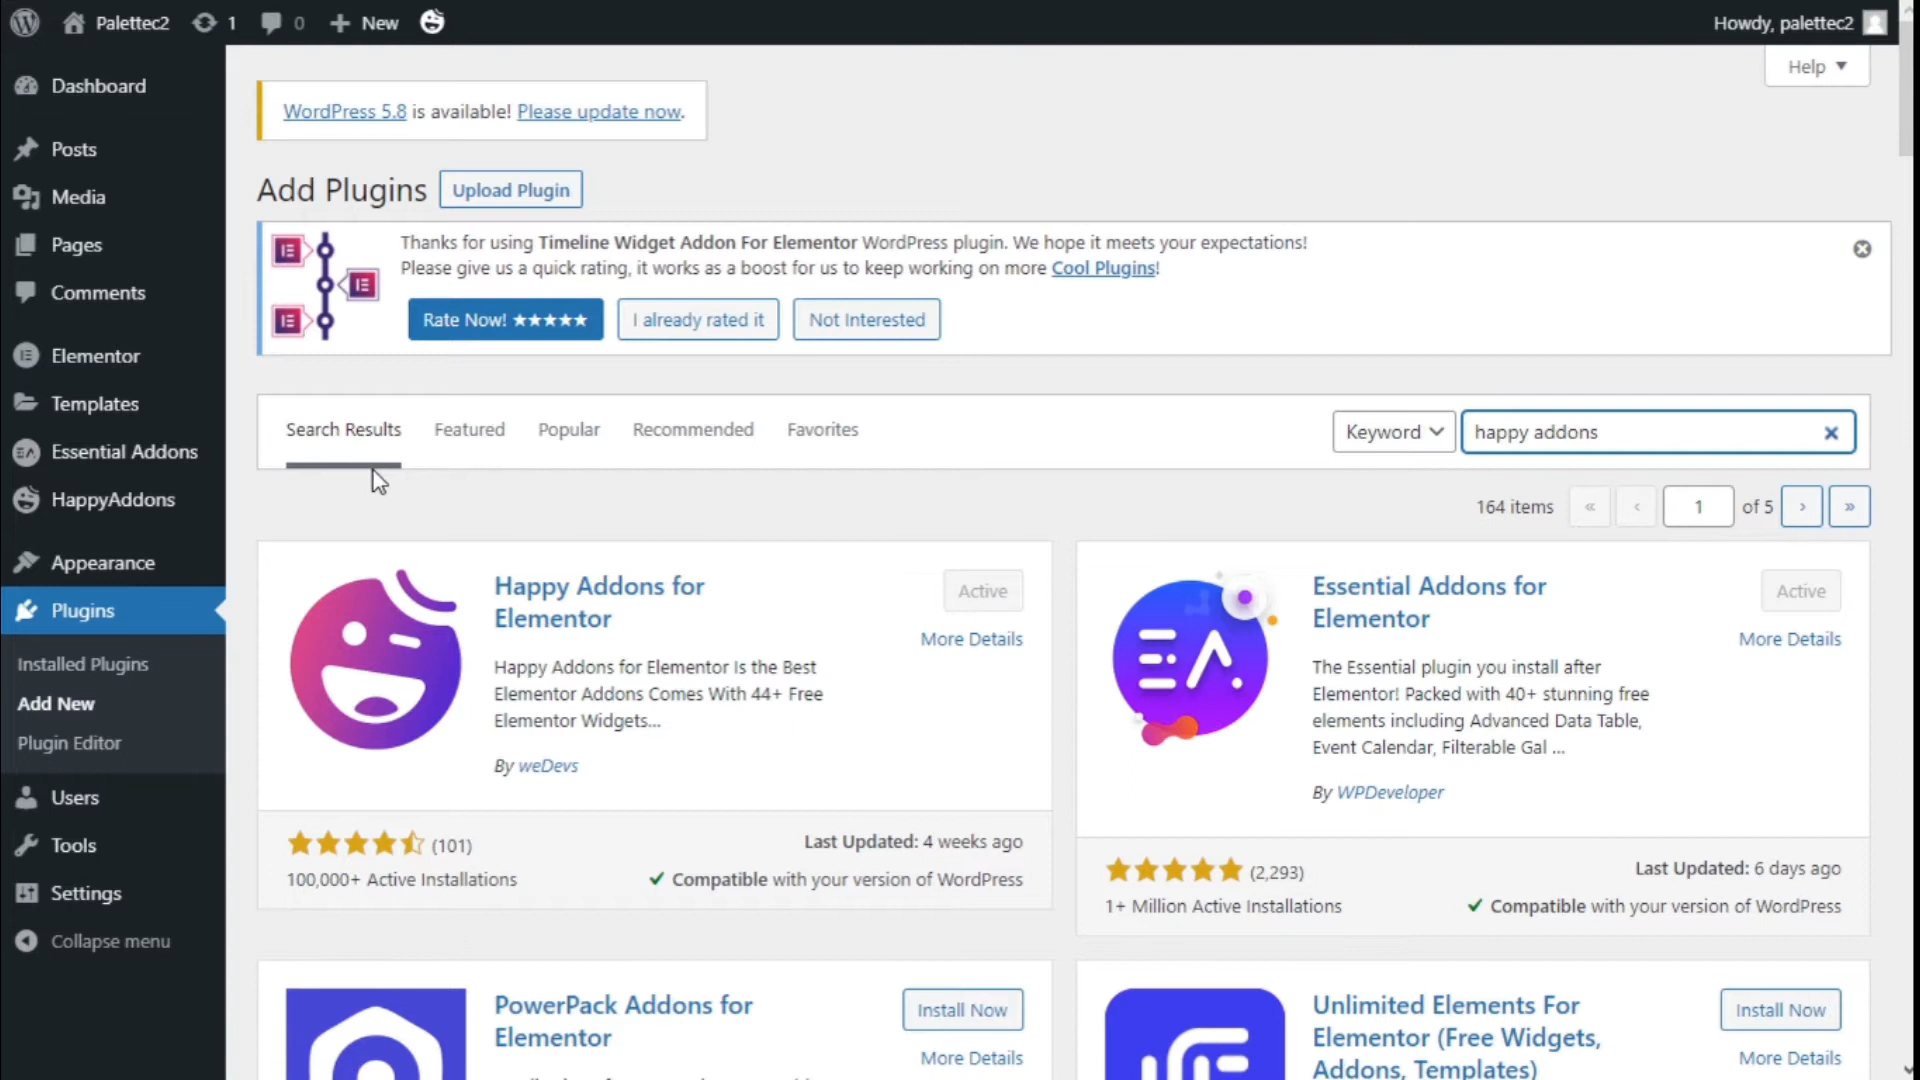 Palettec2 1 0 New Howdy, palettec2
Help
Dashboard
Posts
Media
Pages
Comments
Elementor
Templates
Essential Addons
HappyAddons
Appearance
Plugins
Installed Plugins
Add New
Plugin Editor
Users
Tools
Settings
Collapse menu
WordPress 5.8 is available! Please update now.
Add Plugins Upload Plugin
Thanks for using Timeline Widget Addon For Elementor WordPress plugin. We hope it meets your expectations!
Please give us a quick rating, it works as a boost for us to keep working on more Cool Plugins!
Rate Now! ★★★★★ I already rated it Not Interested
Search Results Featured Popular Recommended Favorites Keyword happy addons
164 items « ‹ 1 of 5 › »
Happy Addons for
Elementor
Active
More Details
Happy Addons for Elementor Is the Best
Elementor Addons Comes With 44+ Free
Elementor Widgets...
By weDevs
(101)
Last Updated: 4 weeks ago
100,000+ Active Installations
Compatible with your version of WordPress
EA
Essential Addons for
Elementor
Active
More Details
The Essential plugin you install after
Elementor! Packed with 40+ stunning free
elements including Advanced Data Table,
Event Calendar, Filterable Gal ...
By WPDeveloper
(2,293)
Last Updated: 6 days ago
1+ Million Active Installations
Compatible with your version of WordPress
PowerPack Addons for
Elementor
Install Now
More Details
Unlimited Elements For
Elementor (Free Widgets,
Addons, Templates)
Install Now
More Details